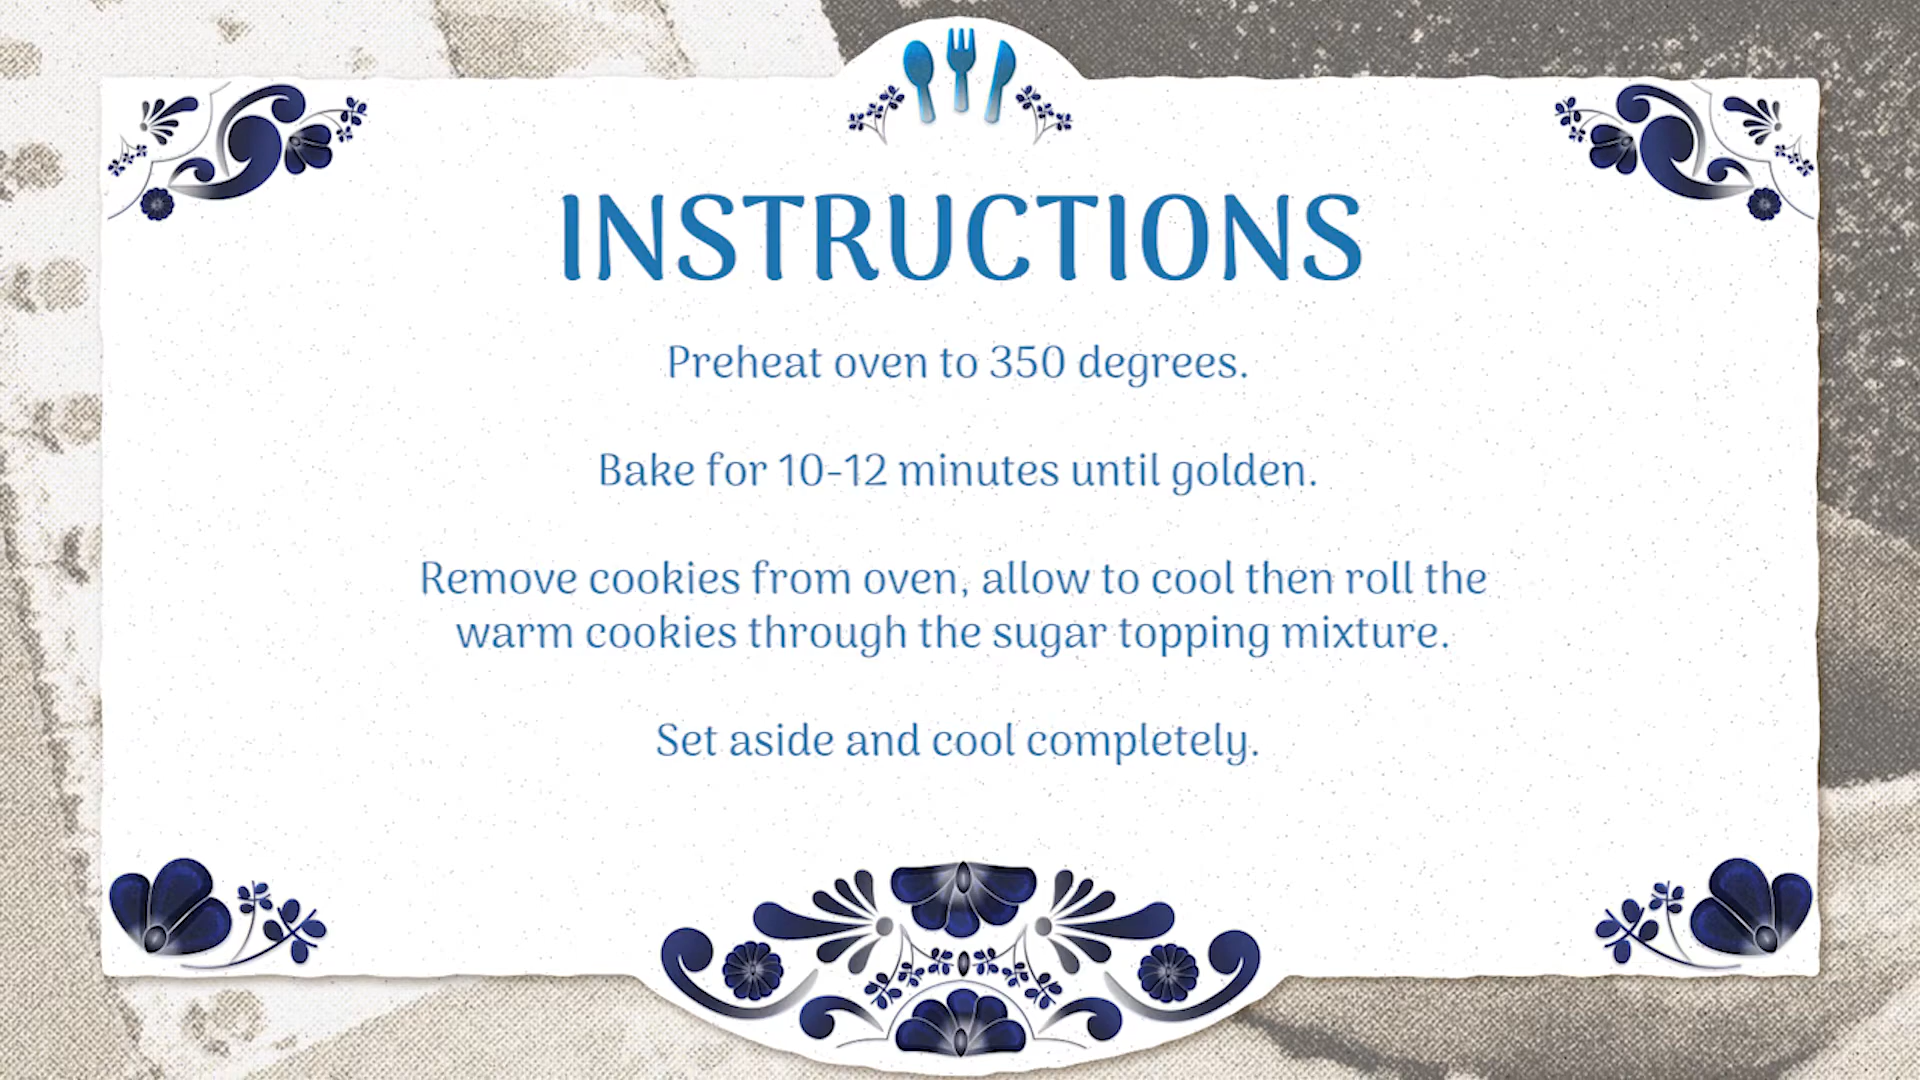 INSTRUCTIONS
Preheat oven to 350 degrees.
Bake for 10-12 minutes until golden.
Remove cookies from oven, allow to cool then roll the
warm cookies through the sugar topping mixture.
Set aside and cool completely.